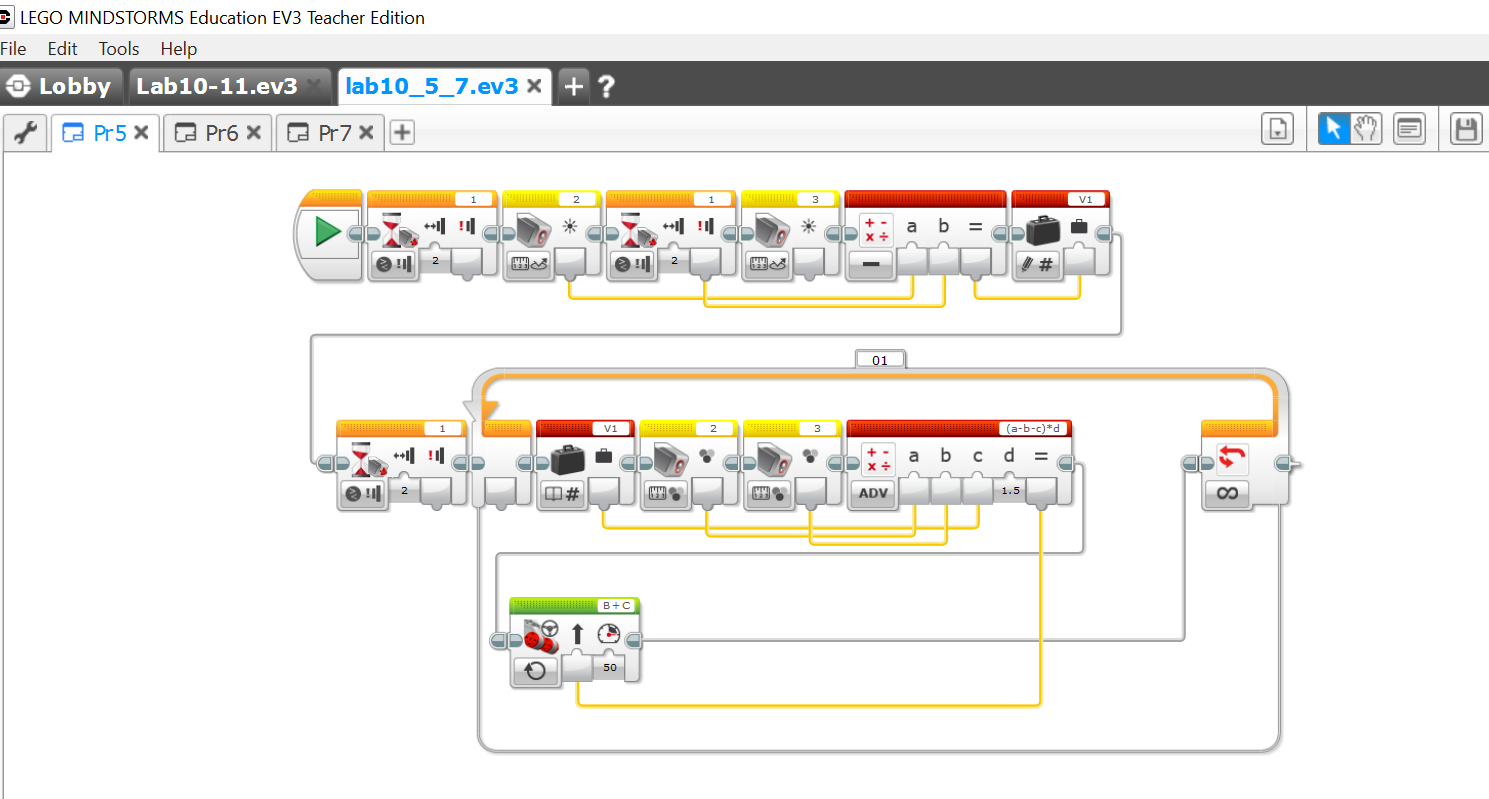 LEGO MINDSTORMS Education EV3 Teacher Edition
File Edit Tools Help
Lobby Lab10-11.ev3 lab10_5_7.ev3 + ?
Pr5 Pr6 Pr7
1 2 1 3 V1
a b =
2 2 #
01
1 V1 2 3 (a-b-c)*d
a b c d =
2 # ADV 1.5 ∞
B+C
50